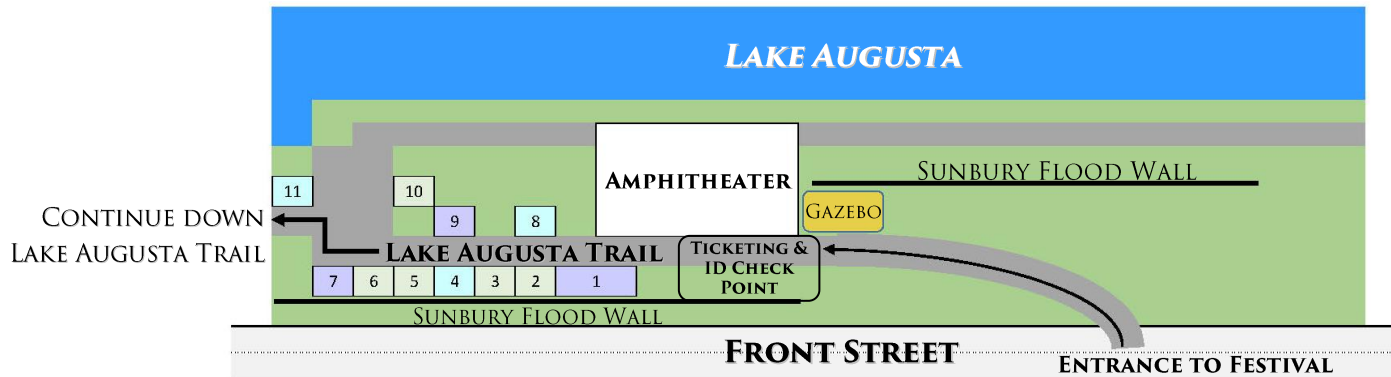 LAKE AUGUSTA
SUNBURY FLOOD WALL
AMPHITHEATER
11
10
GAZEBO
9
8
CONTINUE DOWN
LAKE AUGUSTA TRAIL
LAKE AUGUSTA TRAIL
TICKETING &
ID CHECK
POINT
7
6
5
4
3
2
1
SUNBURY FLOOD WALL
FRONT STREET
ENTRANCE TO FESTIVAL